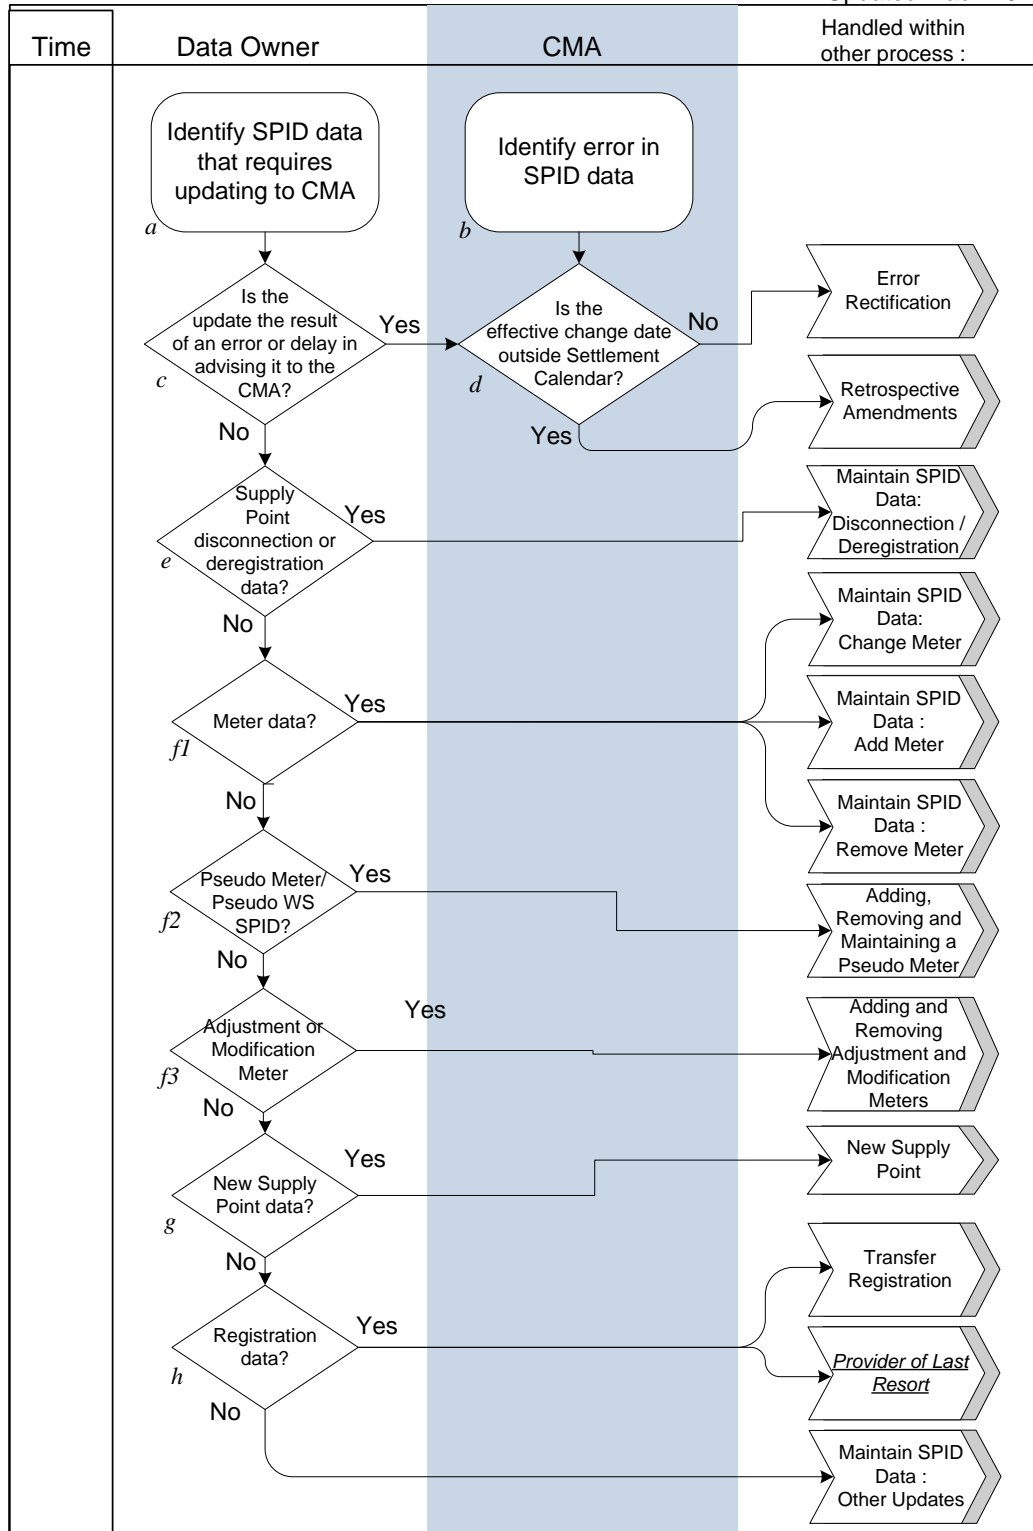 Time
Data Owner
CMA
Handled within
other process :
Identify SPID data
that requires
updating to CMA
a
Identify error in
SPID data
b
Is the
update the result
of an error or delay in
advising it to the
CMA?
c
Yes
No
Is the
effective change date
outside Settlement
Calendar?
d
No
Yes
Error
Rectification
Retrospective
Amendments
Supply
Point
disconnection or
deregistration
data?
e
Yes
No
Maintain SPID
Data:
Disconnection /
Deregistration
Meter data?
f1
Yes
No
Maintain SPID
Data:
Change Meter
Maintain SPID
Data :
Add Meter
Maintain SPID
Data :
Remove Meter
Pseudo Meter/
Pseudo WS
SPID?
f2
Yes
No
Adding,
Removing and
Maintaining a
Pseudo Meter
Adjustment or
Modification
Meter
f3
Yes
No
Adding and
Removing
Adjustment and
Modification
Meters
New Supply
Point data?
g
Yes
No
New Supply
Point
Registration
data?
h
Yes
No
Transfer
Registration
Provider of Last
Resort
Maintain SPID
Data :
Other Updates